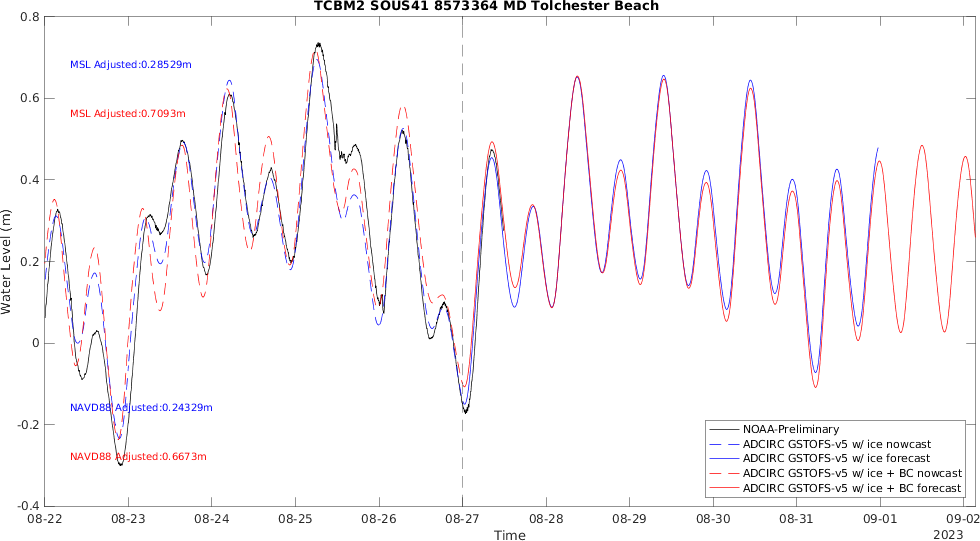 TCBM2 SOUS41 8573364 MD Tolchester Beach
0.8
0.6
0.4
0.2
0
-0.2
-0.4
Water Level (m)
MSL Adjusted:0.28529m
MSL Adjusted:0.7093m
NAVD88 Adjusted:0.24329m
NAVD88 Adjusted:0.6673m
NOAA-Preliminary
ADCIRC GSTOFS-v5 w/ ice nowcast
ADCIRC GSTOFS-v5 w/ ice forecast
ADCIRC GSTOFS-v5 w/ ice + BC nowcast
ADCIRC GSTOFS-v5 w/ ice + BC forecast
08-22 08-23 08-24 08-25 08-26 08-27 08-28 08-29 08-30 08-31 09-01 09-02
Time
2023